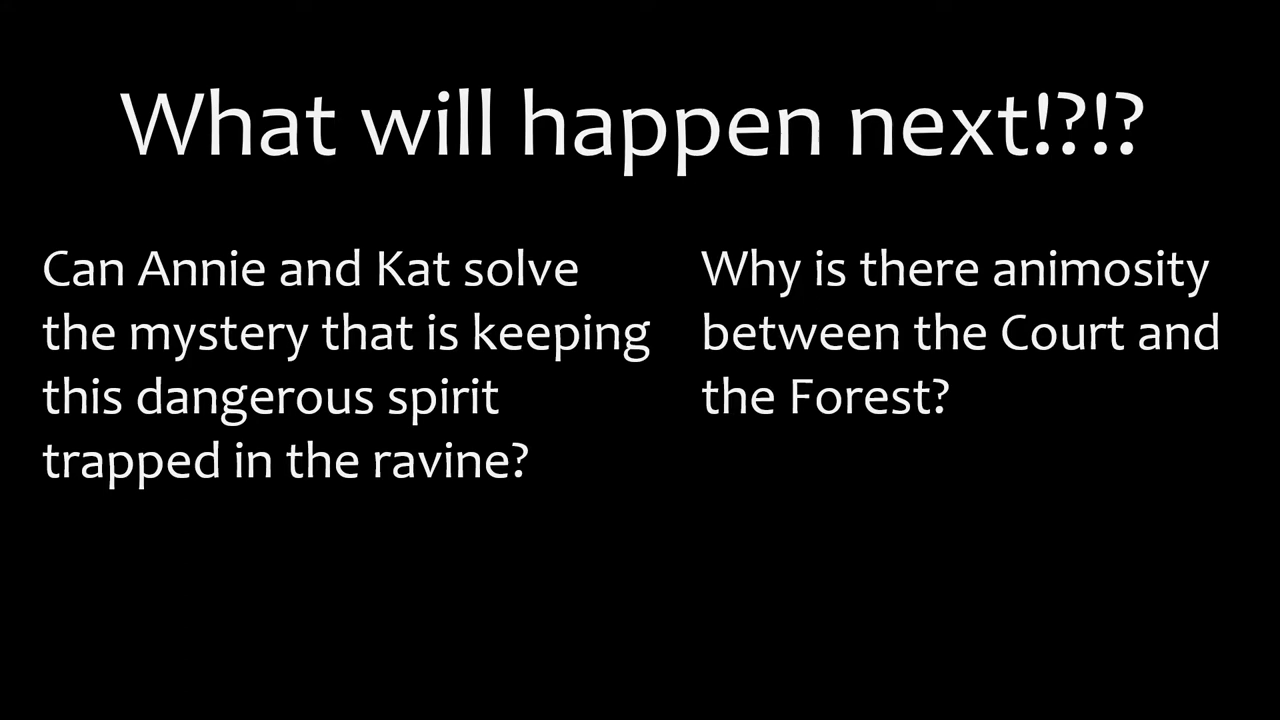 What will happen next!?!?
Can Annie and Kat solve
the mystery that is keeping
this dangerous spirit
trapped in the ravine?
Why is there animosity
between the Court and
the Forest?